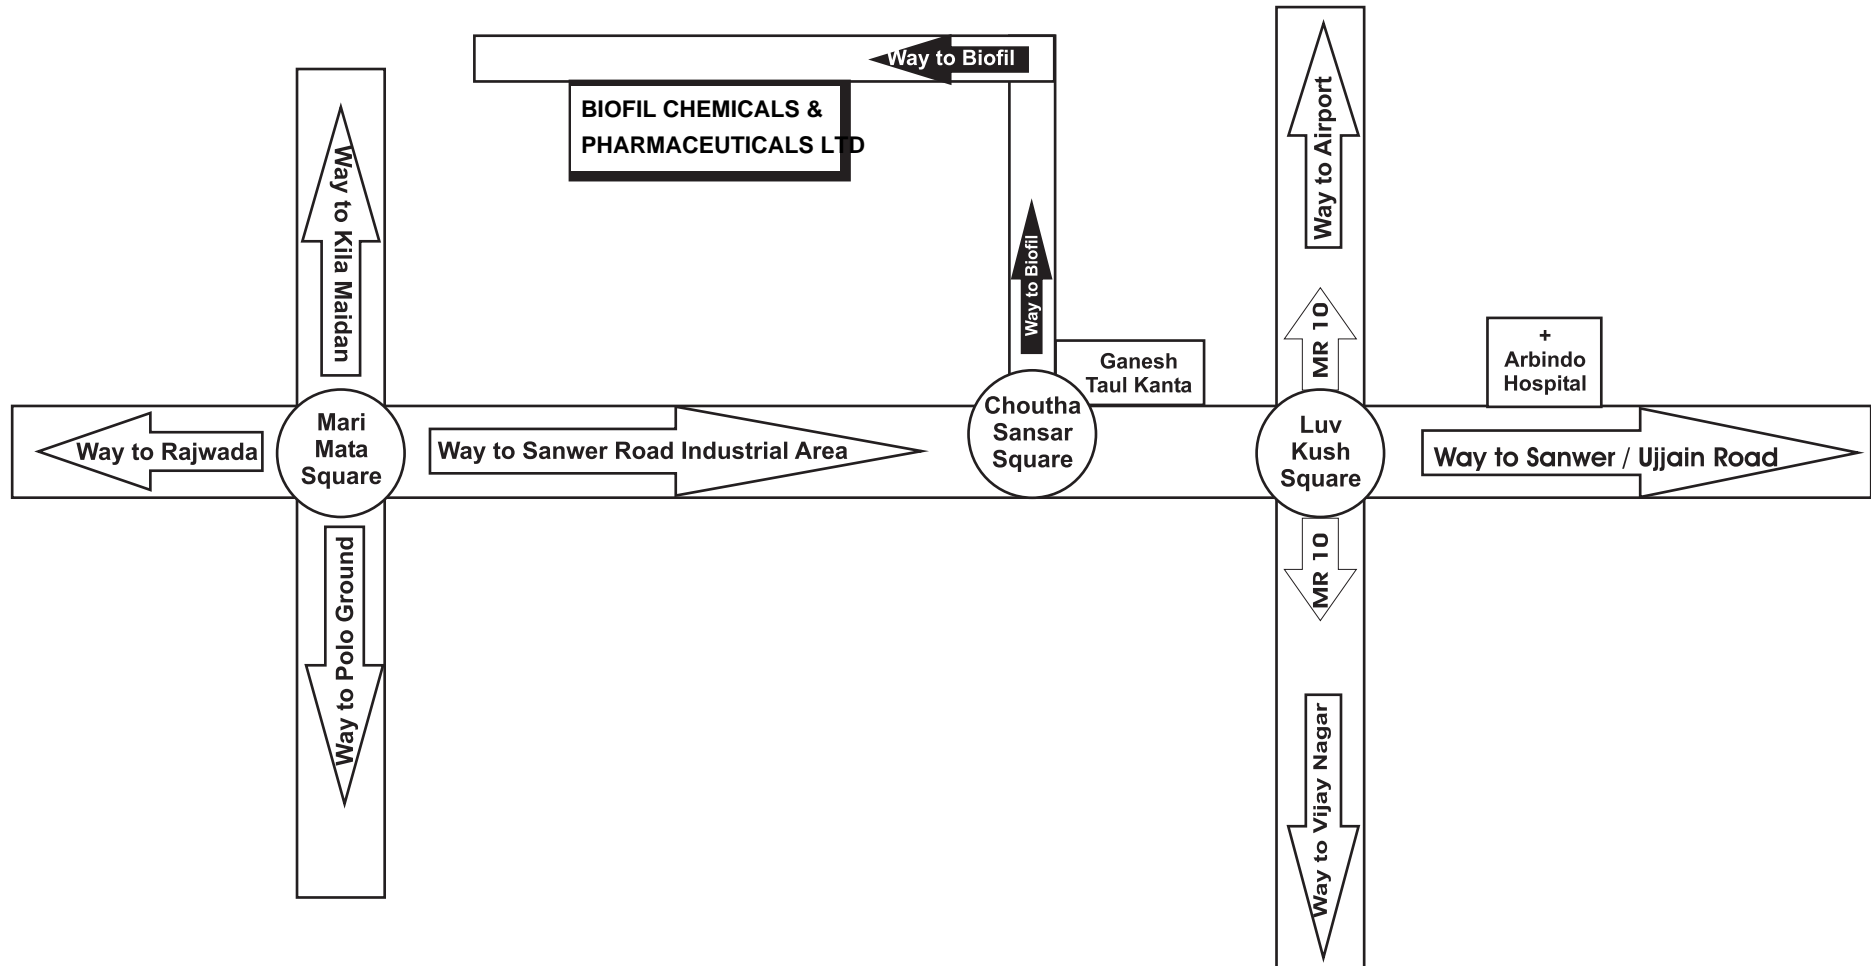 Way to Biofil
BIOFIL CHEMICALS &
PHARMACEUTICALS LTD
Way to Airport
Way to Kila Maidan
Way to Biofil
MR 10
+
Arbindo
Hospital
Ganesh
Taul Kanta
Way to Rajwada
Mari
Mata
Square
Way to Sanwer Road Industrial Area
Choutha
Sansar
Square
Luv
Kush
Square
Way to Sanwer / Ujjain Road
Way to Polo Ground
MR 10
Way to Vijay Nagar